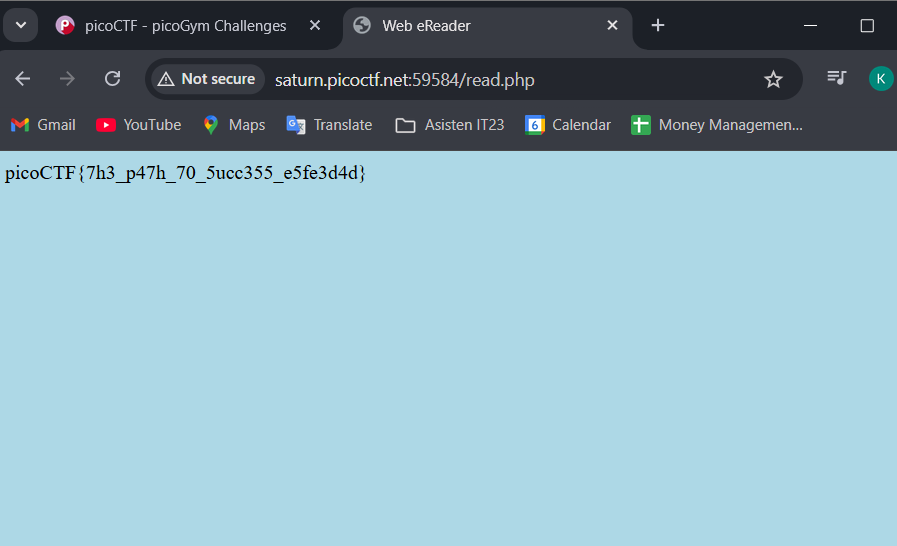 picoCTF - picoGym Challenges
Web eReader
Not secure
saturn.picoctf.net:59584/read.php
K
Gmail
YouTube
Maps
Translate
Asisten IT23
6
Calendar
Money Managemen...
picoCTF{7h3_p47h_70_5ucc355_e5fe3d4d}